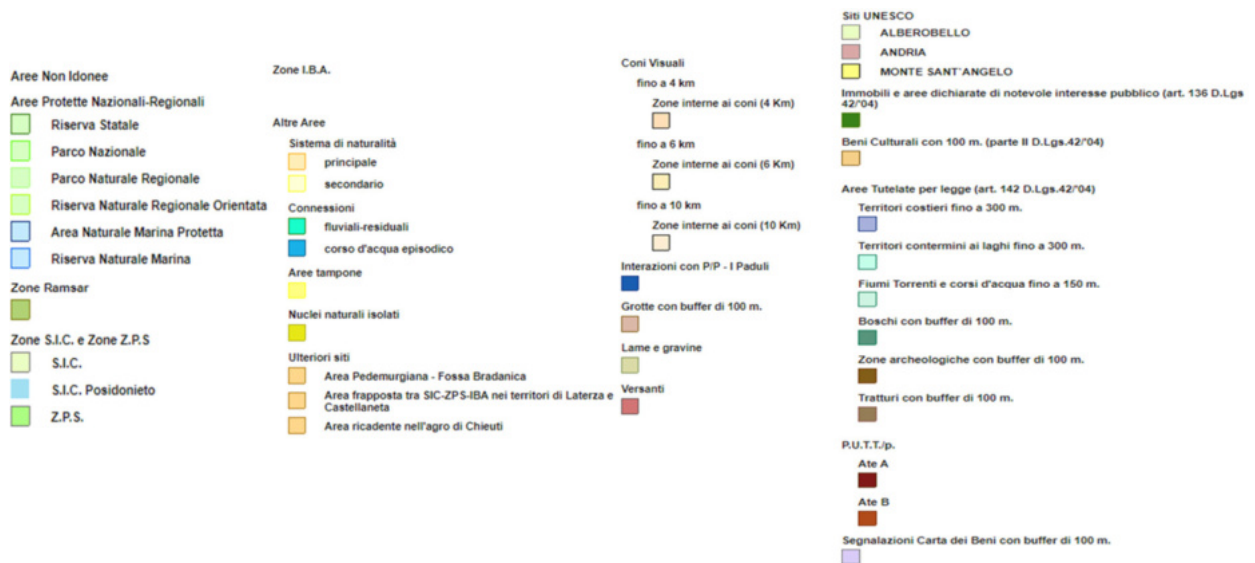 Aree Non Idonee
Aree Protette Nazionali-Regionali
Riserva Statale
Parco Nazionale
Parco Naturale Regionale
Riserva Naturale Regionale Orientata
Area Naturale Marina Protetta
Riserva Naturale Marina
Zone Ramsar
Zone S.I.C. e Zone Z.P.S
S.I.C.
S.I.C. Posidonieto
Z.P.S.
Zone I.B.A.
Altre Aree
Sistema di naturalità
principale
secondario
Connessioni
fluviali-residuali
corso d'acqua episodico
Aree tampone
Nuclei naturali isolati
Ulteriori siti
Area Pedemurgiana - Fossa Bradanica
Area frapposta tra SIC-ZPS-IBA nei territori di Laterza e
Castellaneta
Area ricadente nell'agro di Chieuti
Coni Visuali
fino a 4 km
Zone interne ai coni (4 Km)
fino a 6 km
Zone interne ai coni (6 Km)
fino a 10 km
Zone interne ai coni (10 Km)
Interazioni con P/P - I Paduli
Grotte con buffer di 100 m.
Lame e gravine
Versanti
Siti UNESCO
ALBEROBELLO
ANDRIA
MONTE SANT'ANGELO
Immobili e aree dichiarate di notevole interesse pubblico (art. 136 D.Lgs
42/'04)
Beni Culturali con 100 m. (parte II D.Lgs.42/'04)
Aree Tutelate per legge (art. 142 D.Lgs.42/'04)
Territori costieri fino a 300 m.
Territori contermini ai laghi fino a 300 m.
Fiumi Torrenti e corsi d'acqua fino a 150 m.
Boschi con buffer di 100 m.
Zone archeologiche con buffer di 100 m.
Tratturi con buffer di 100 m.
P.U.T.T./p.
Ate A
Ate B
Segnalazioni Carta dei Beni con buffer di 100 m.